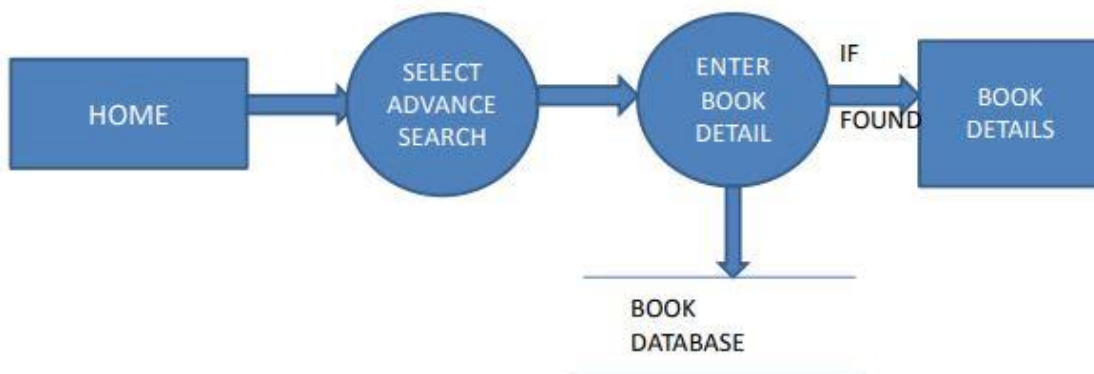 HOME
SELECT
ADVANCE
SEARCH
ENTER
BOOK
DETAIL
IF
FOUND
BOOK
DETAILS
BOOK
DATABASE